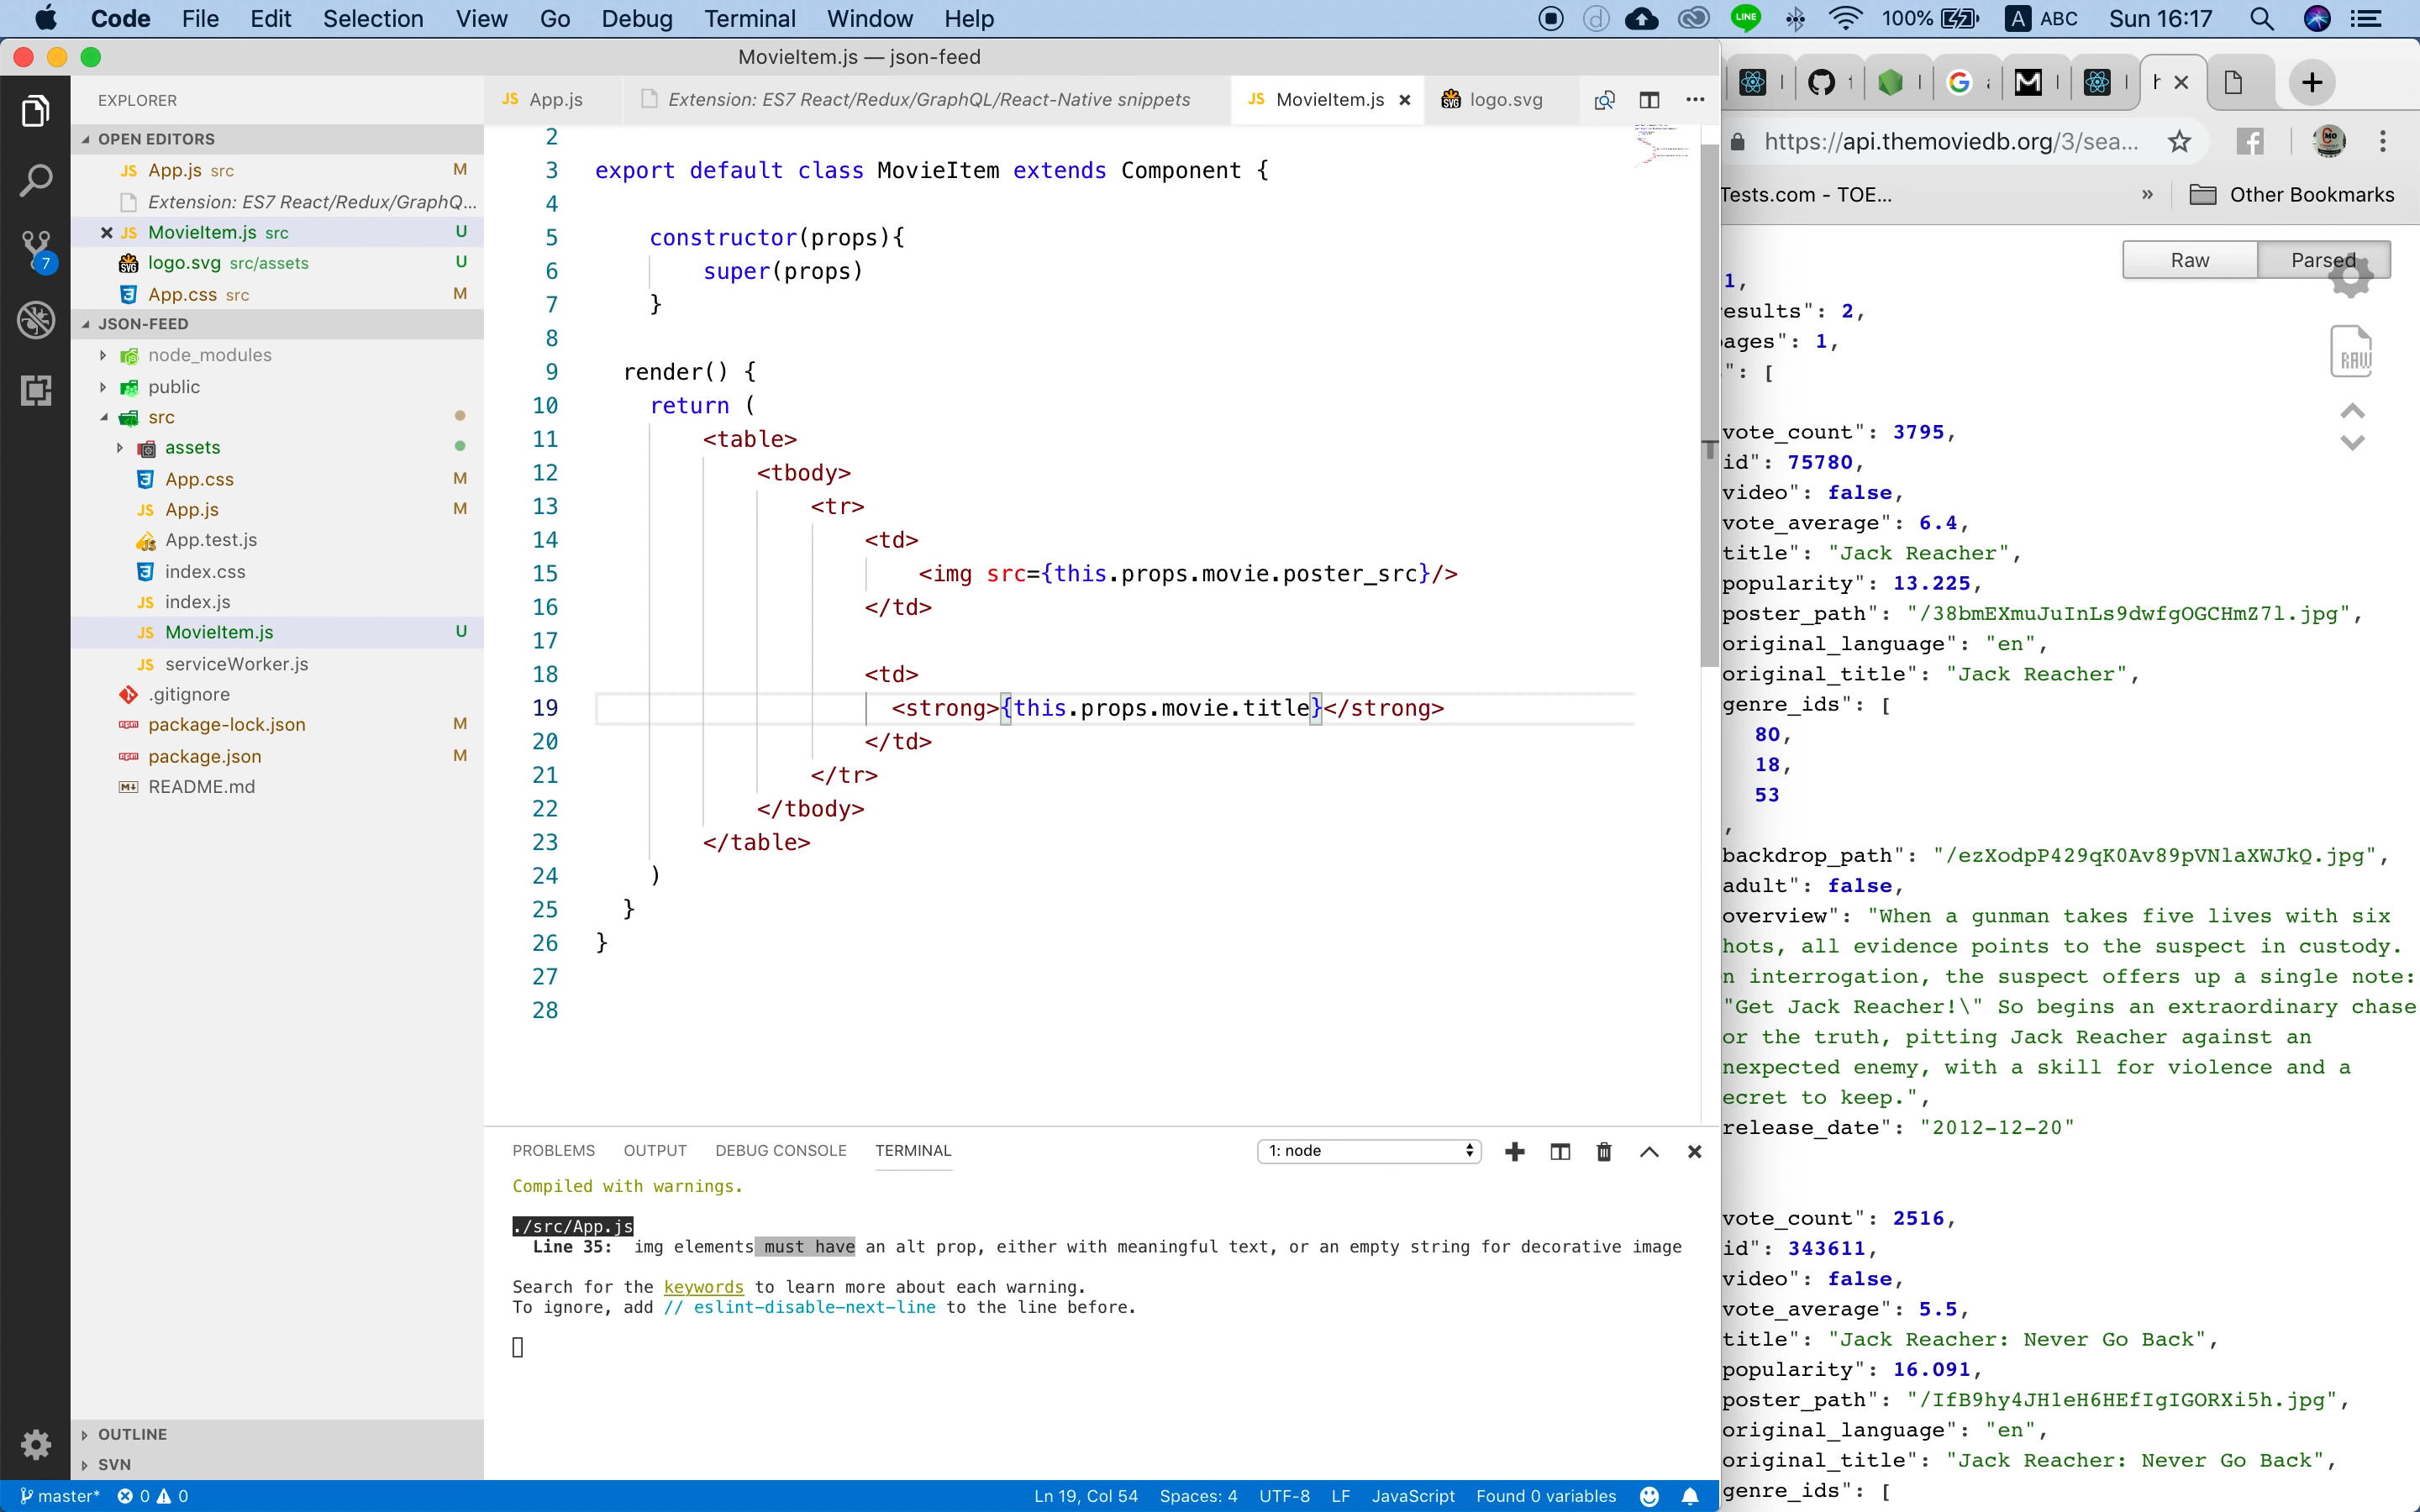 Code File Edit Selection View Go Debug Terminal Window Help
LINE 100% A ABC Sun 16:17
MovieItem.js — json-feed
EXPLORER
OPEN EDITORS
JS App.js src M
Extension: ES7 React/Redux/GraphQ...
JS MovieItem.js src U
SVG logo.svg src/assets U
App.css src M
7
JSON-FEED
node_modules
public
src
assets
App.css M
JS App.js M
App.test.js
index.css
JS index.js
JS MovieItem.js U
JS serviceWorker.js
.gitignore
package-lock.json M
package.json M
README.md
OUTLINE
SVN
JS App.js
Extension: ES7 React/Redux/GraphQL/React-Native snippets
JS MovieItem.js
logo.svg
2
3 export default class MovieItem extends Component {
4
5 constructor(props){
6 super(props)
7 }
8
9 render() {
10 return (
11 <table>
12 <tbody>
13 <tr>
14 <td>
15 <img src={this.props.movie.poster_src}/>
16 </td>
17
18 <td>
19 <strong>{this.props.movie.title}</strong>
20 </td>
21 </tr>
22 </tbody>
23 </table>
24 )
25 }
26 }
27
28
PROBLEMS OUTPUT DEBUG CONSOLE TERMINAL 1: node
Compiled with warnings.
./src/App.js
Line 35: img elements must have an alt prop, either with meaningful text, or an empty string for decorative image
Search for the keywords to learn more about each warning.
To ignore, add // eslint-disable-next-line to the line before.
master* 0 0 Ln 19, Col 54 Spaces: 4 UTF-8 LF JavaScript Found 0 variables
https://api.themoviedb.org/3/sea...
Tests.com - TOE... » Other Bookmarks
Raw Parsed
RAW
1,
esults": 2,
ages": 1,
": [
vote_count": 3795,
id": 75780,
video": false,
vote_average": 6.4,
title": "Jack Reacher",
popularity": 13.225,
poster_path": "/38bmEXmuJuInLs9dwfgOGCHmZ7l.jpg",
original_language": "en",
original_title": "Jack Reacher",
genre_ids": [
80,
18,
53
,
backdrop_path": "/ezXodpP429qK0Av89pVNlaXWJkQ.jpg",
adult": false,
overview": "When a gunman takes five lives with six
hots, all evidence points to the suspect in custody.
n interrogation, the suspect offers up a single note:
"Get Jack Reacher!\" So begins an extraordinary chase
or the truth, pitting Jack Reacher against an
nexpected enemy, with a skill for violence and a
ecret to keep.",
release_date": "2012-12-20"
vote_count": 2516,
id": 343611,
video": false,
vote_average": 5.5,
title": "Jack Reacher: Never Go Back",
popularity": 16.091,
poster_path": "/IfB9hy4JH1eH6HEfIgIGORXi5h.jpg",
original_language": "en",
original_title": "Jack Reacher: Never Go Back",
genre_ids": [